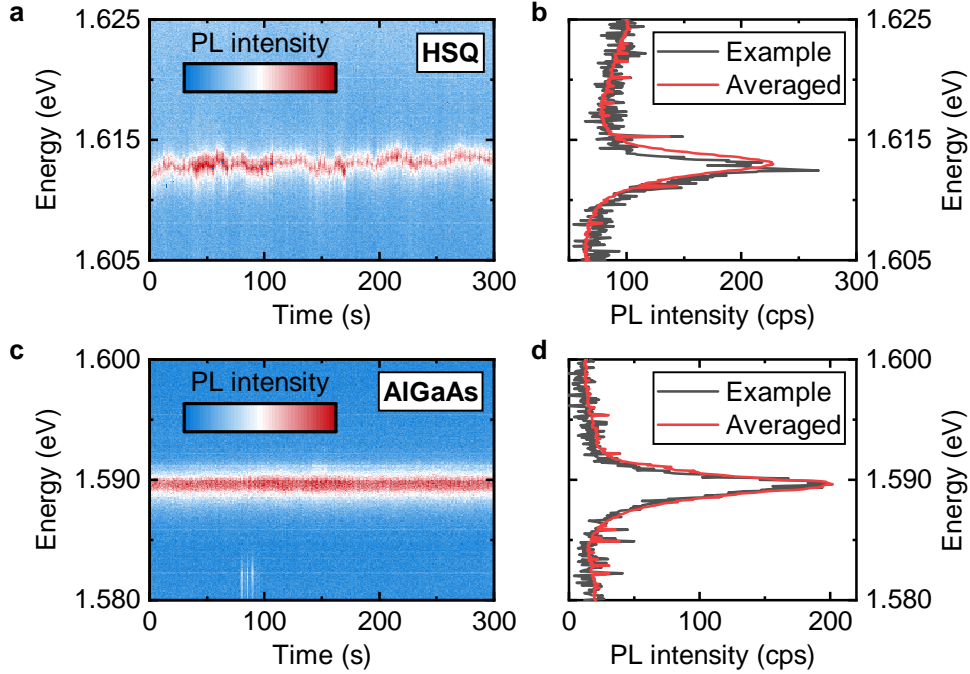 a
b
PL intensity
HSQ
Energy (eV)
1.625
1.615
1.605
0
100
200
300
Time (s)
Example
Averaged
1.625
1.615
1.605
Energy (eV)
100
200
300
PL intensity (cps)
c
d
PL intensity
AlGaAs
Energy (eV)
1.600
1.590
1.580
0
100
200
300
Time (s)
Example
Averaged
1.600
1.590
1.580
Energy (eV)
0
100
200
PL intensity (cps)